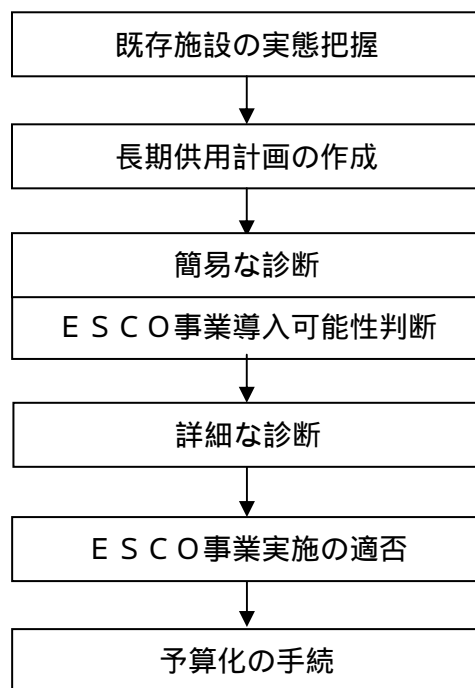 既存施設の実態把握
長期供用計画の作成
簡易な診断
ＥＳＣＯ事業導入可能性判断
詳細な診断
ＥＳＣＯ事業実施の適否
予算化の手続